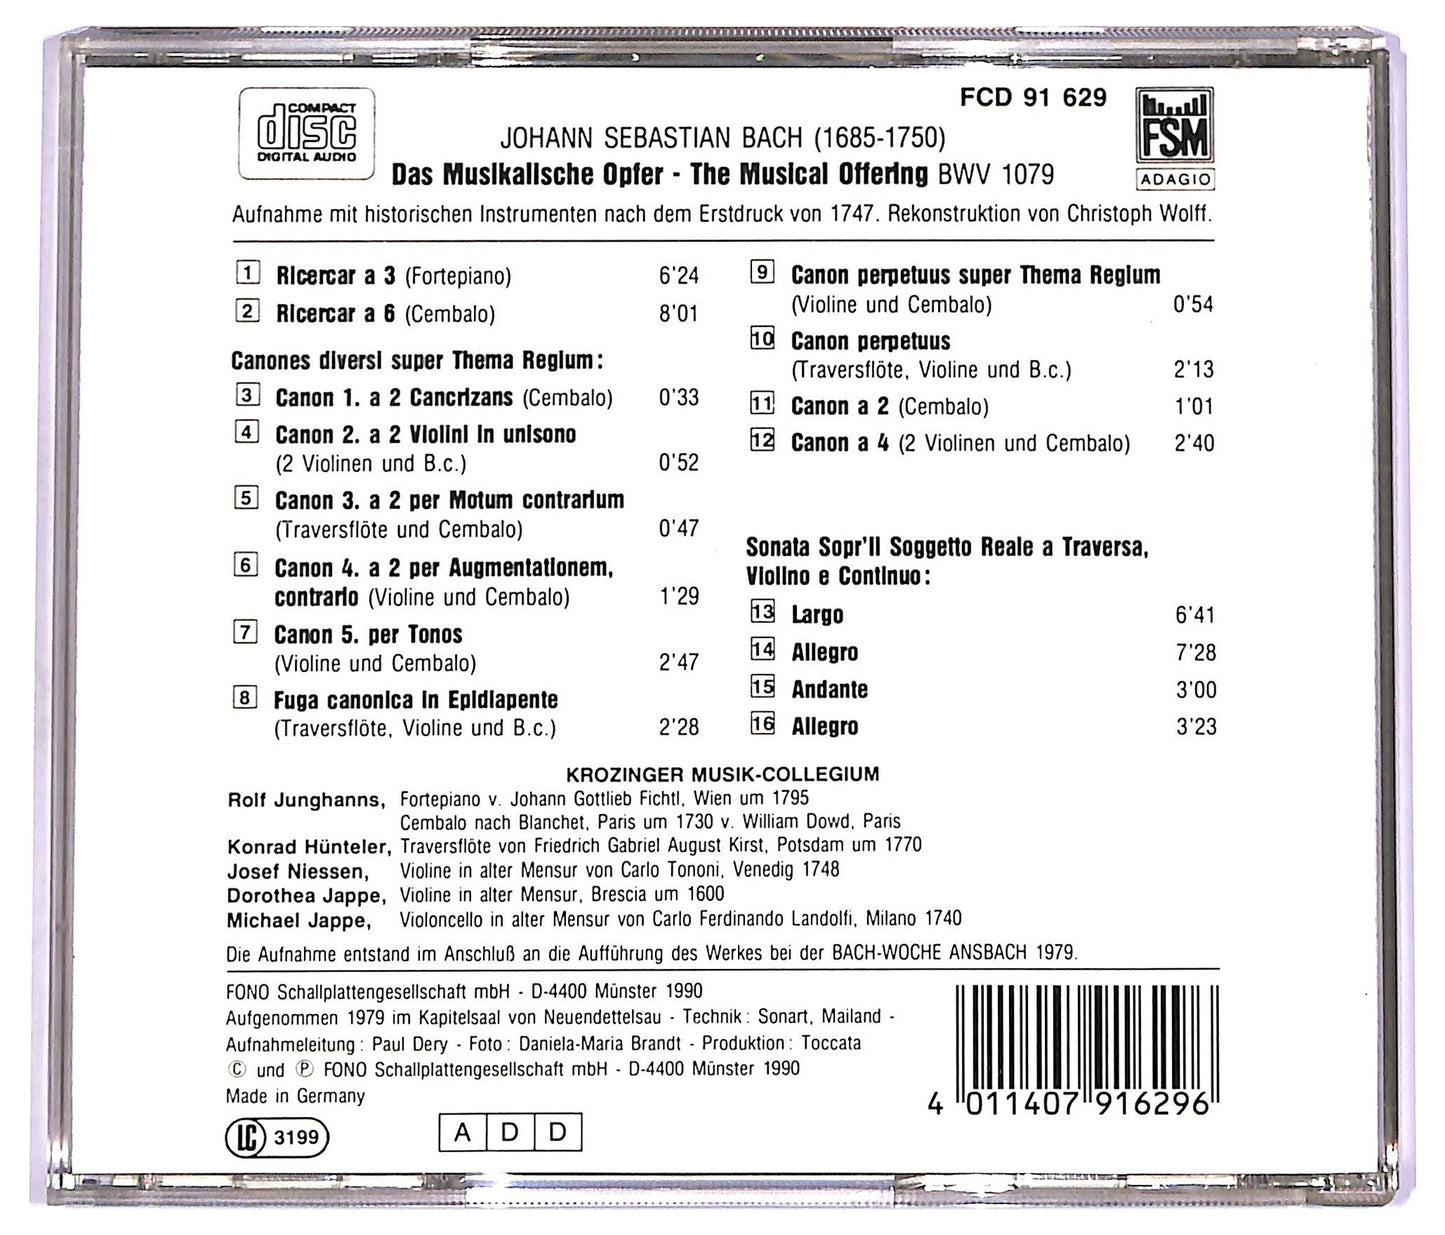 COMPACT
disc
DIGITAL AUDIO
FCD 91 629
FSM
ADAGIO
JOHANN SEBASTIAN BACH (1685-1750)
Das Musikalische Opfer - The Musical Offering BWV 1079
Aufnahme mit historischen Instrumenten nach dem Erstdruck von 1747. Rekonstruktion von Christoph Wolff.
1 Ricercar a 3 (Fortepiano) 6'24
2 Ricercar a 6 (Cembalo) 8'01
Canones diversi super Thema Regium:
3 Canon 1. a 2 Cancrizans (Cembalo) 0'33
4 Canon 2. a 2 Violini in unisono
(2 Violinen und B.c.) 0'52
5 Canon 3. a 2 per Motum contrarium
(Traversflöte und Cembalo) 0'47
6 Canon 4. a 2 per Augmentationem,
contrario (Violine und Cembalo) 1'29
7 Canon 5. per Tonos
(Violine und Cembalo) 2'47
8 Fuga canonica in Epidiapente
(Traversflöte, Violine und B.c.) 2'28
9 Canon perpetuus super Thema Regium
(Violine und Cembalo) 0'54
10 Canon perpetuus
(Traversflöte, Violine und B.c.) 2'13
11 Canon a 2 (Cembalo) 1'01
12 Canon a 4 (2 Violinen und Cembalo) 2'40
Sonata Sopr'Il Soggetto Reale a Traversa,
Violino e Continuo:
13 Largo 6'41
14 Allegro 7'28
15 Andante 3'00
16 Allegro 3'23
KROZINGER MUSIK-COLLEGIUM
Rolf Junghanns, Fortepiano v. Johann Gottlieb Fichtl, Wien um 1795
Cembalo nach Blanchet, Paris um 1730 v. William Dowd, Paris
Konrad Hünteler, Traversflöte von Friedrich Gabriel August Kirst, Potsdam um 1770
Josef Niessen, Violine in alter Mensur von Carlo Tononi, Venedig 1748
Dorothea Jappe, Violine in alter Mensur, Brescia um 1600
Michael Jappe, Violoncello in alter Mensur von Carlo Ferdinando Landolfi, Milano 1740
Die Aufnahme entstand im Anschluß an die Aufführung des Werkes bei der BACH-WOCHE ANSBACH 1979.
FONO Schallplattengesellschaft mbH - D-4400 Münster 1990
Aufgenommen 1979 im Kapitelsaal von Neuendettelsau - Technik: Sonart, Mailand -
Aufnahmeleitung: Paul Dery - Foto: Daniela-Maria Brandt - Produktion: Toccata
Ⓒ und Ⓟ FONO Schallplattengesellschaft mbH - D-4400 Münster 1990
Made in Germany
LC 3199
A D D
4 011407 916296